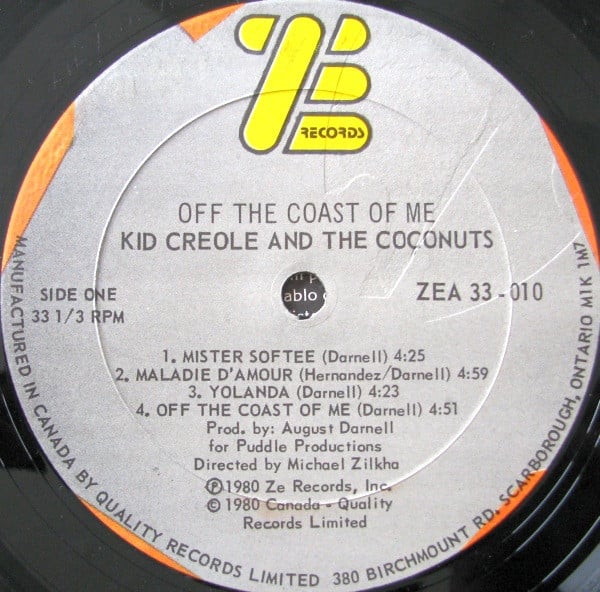 ZE
RECORDS
OFF THE COAST OF ME
KID CREOLE AND THE COCONUTS
SIDE ONE
33 1/3 RPM
ZEA 33-010
ablo
1. MISTER SOFTEE (Darnell) 4:25
2. MALADIE D'AMOUR (Hernandez/Darnell) 4:59
3. YOLANDA (Darnell) 4:23
4. OFF THE COAST OF ME (Darnell) 4:51
Prod. by: August Darnell
for Puddle Productions
Directed by Michael Zilkha
℗ 1980 Ze Records, Inc.
© 1980 Canada - Quality
Records Limited
MANUFACTURED IN CANADA BY QUALITY RECORDS LIMITED 380 BIRCHMOUNT RD. SCARBOROUGH, ONTARIO M1K 1M7